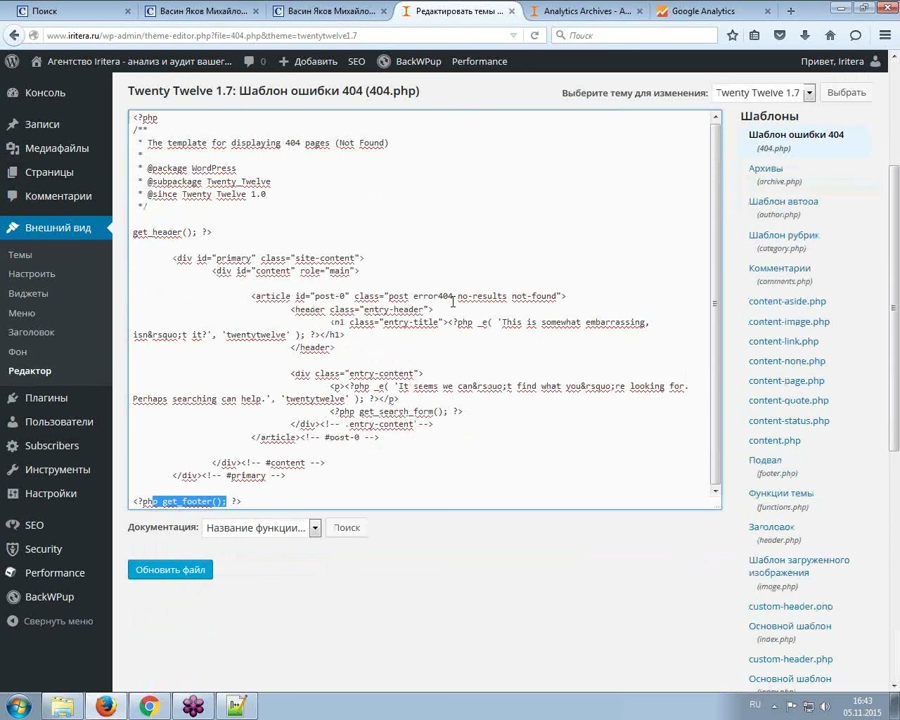 Поиск
Васин Яков Михайло...
Васин Яков Михайло...
Редактировать темы ...
Analytics Archives - Аг...
Google Analytics
www.iritera.ru/wp-admin/theme-editor.php?file=404.php&theme=twentytwelve1.7
Поиск
Агентство Iritera - анализ и аудит вашег...
0
Добавить
SEO
BackWPup
Performance
Привет, Iritera
Консоль
Записи
Медиафайлы
Страницы
Комментарии
Внешний вид
Темы
Настроить
Виджеты
Меню
Заголовок
Фон
Редактор
Плагины
Пользователи
Subscribers
Инструменты
Настройки
SEO
Security
Performance
BackWPup
Свернуть меню
Twenty Twelve 1.7: Шаблон ошибки 404 (404.php)
Выберите тему для изменения:
Twenty Twelve 1.7
Выбрать
<?php
/**
* The template for displaying 404 pages (Not Found)
*
* @package WordPress
* @subpackage Twenty_Twelve
* @since Twenty Twelve 1.0
*/
get_header(); ?>
<div id="primary" class="site-content">
<div id="content" role="main">
<article id="post-0" class="post error404 no-results not-found">
<header class="entry-header">
<h1 class="entry-title"><?php _e( 'This is somewhat embarrassing,
isn&rsquo;t it?', 'twentytwelve' ); ?></h1>
</header>
<div class="entry-content">
<p><?php _e( 'It seems we can&rsquo;t find what you&rsquo;re looking for.
Perhaps searching can help.', 'twentytwelve' ); ?></p>
<?php get_search_form(); ?>
</div><!-- .entry-content -->
</article><!-- #post-0 -->
</div><!-- #content -->
</div><!-- #primary -->
<?php get_footer(); ?>
Документация:
Название функции...
Поиск
Обновить файл
Шаблоны
Шаблон ошибки 404
(404.php)
Архивы
(archive.php)
Шаблон автора
(author.php)
Шаблон рубрик
(category.php)
Комментарии
(comments.php)
content-aside.php
content-image.php
content-link.php
content-none.php
content-page.php
content-quote.php
content-status.php
content.php
Подвал
(footer.php)
Функции темы
(functions.php)
Заголовок
(header.php)
Шаблон загруженного
изображения
(image.php)
custom-header.php
Основной шаблон
(index.php)
custom-header.php
Основной шаблон
(index.php)
RU
16:43
05.11.2015